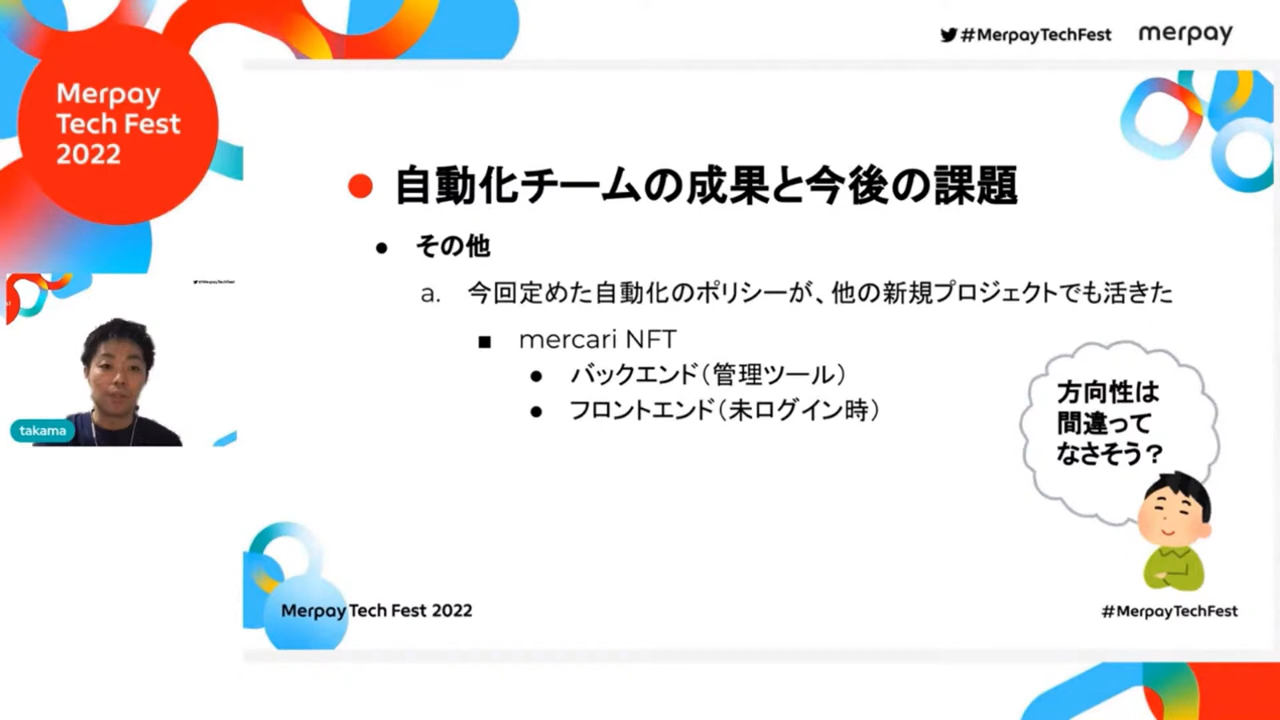 #MerpayTechFest merpay
Merpay
Tech Fest
2022
自動化チームの成果と今後の課題
その他
a. 今回定めた自動化のポリシーが、他の新規プロジェクトでも活きた
mercari NFT
バックエンド（管理ツール）
フロントエンド（未ログイン時）
方向性は
間違って
なさそう？
takama
Merpay Tech Fest 2022
#MerpayTechFest